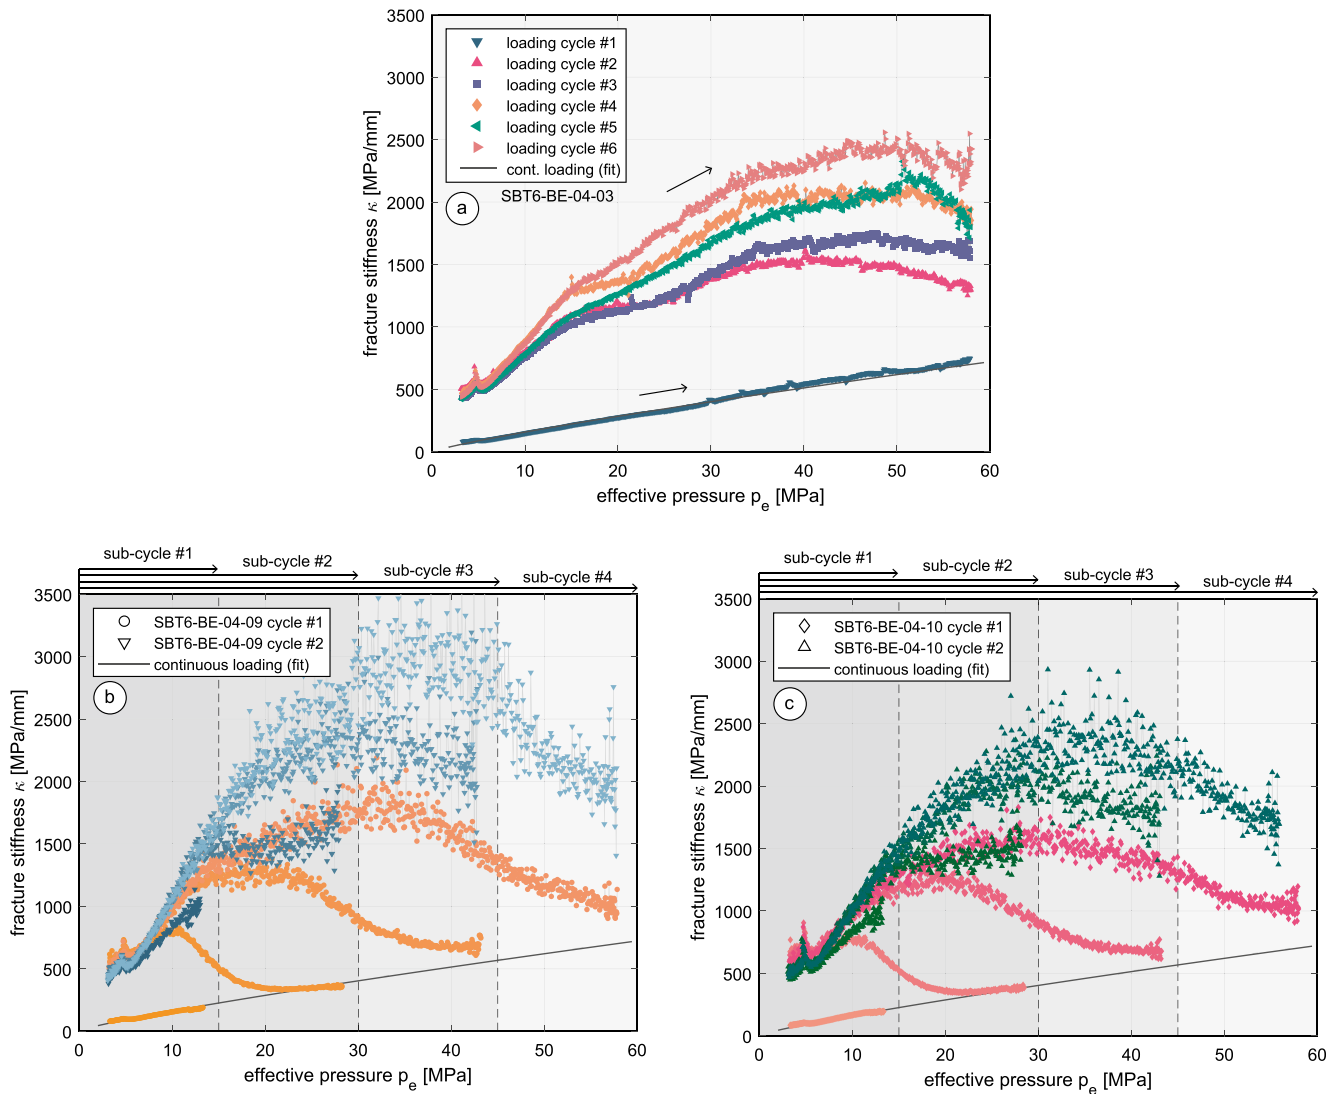 3500
3000
2500
2000
1500
1000
500
0
fracture stiffness κ [MPa/mm]
loading cycle #1
loading cycle #2
loading cycle #3
loading cycle #4
loading cycle #5
loading cycle #6
cont. loading (fit)
a
SBT6-BE-04-03
0 10 20 30 40 50 60
effective pressure pe [MPa]
sub-cycle #1
sub-cycle #2
sub-cycle #3
sub-cycle #4
3500
3000
2500
2000
1500
1000
500
0
fracture stiffness κ [MPa/mm]
SBT6-BE-04-09 cycle #1
SBT6-BE-04-09 cycle #2
continuous loading (fit)
b
0 10 20 30 40 50 60
effective pressure pe [MPa]
sub-cycle #1
sub-cycle #2
sub-cycle #3
sub-cycle #4
3500
3000
2500
2000
1500
1000
500
0
fracture stiffness κ [MPa/mm]
SBT6-BE-04-10 cycle #1
SBT6-BE-04-10 cycle #2
continuous loading (fit)
c
0 10 20 30 40 50 60
effective pressure pe [MPa]